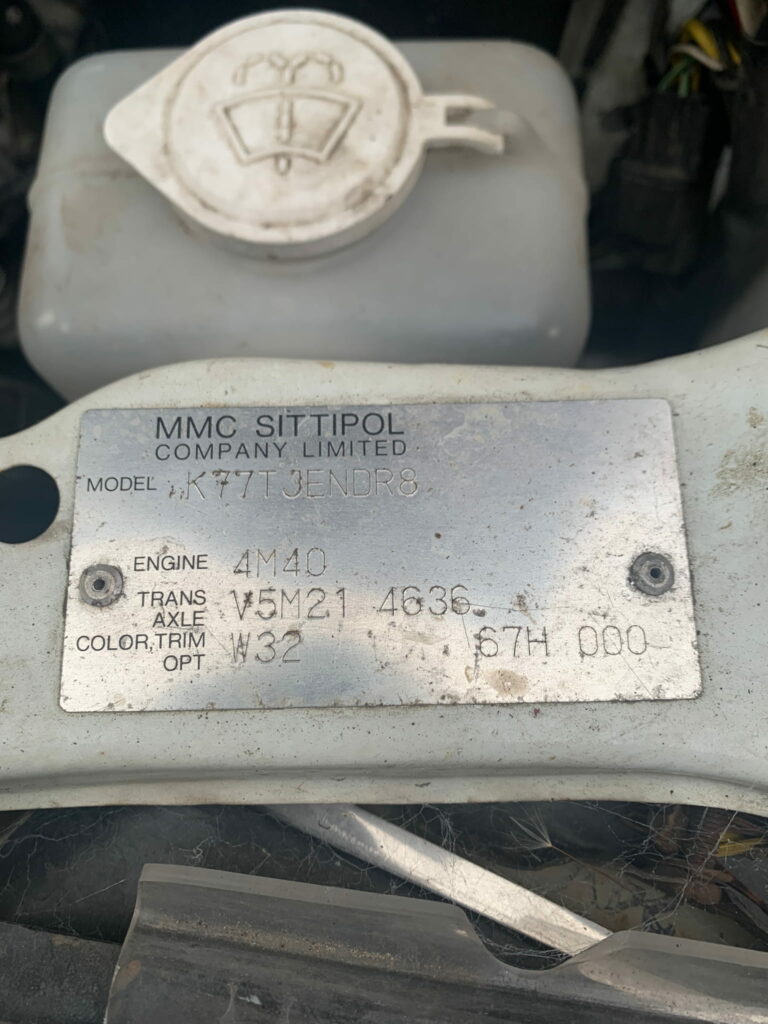 MMC SITTIPOL
COMPANY LIMITED
MODEL K77TJENDR8
ENGINE 4M40
TRANS AXLE V5M21 4636
COLOR,TRIM OPT W32 67H 000